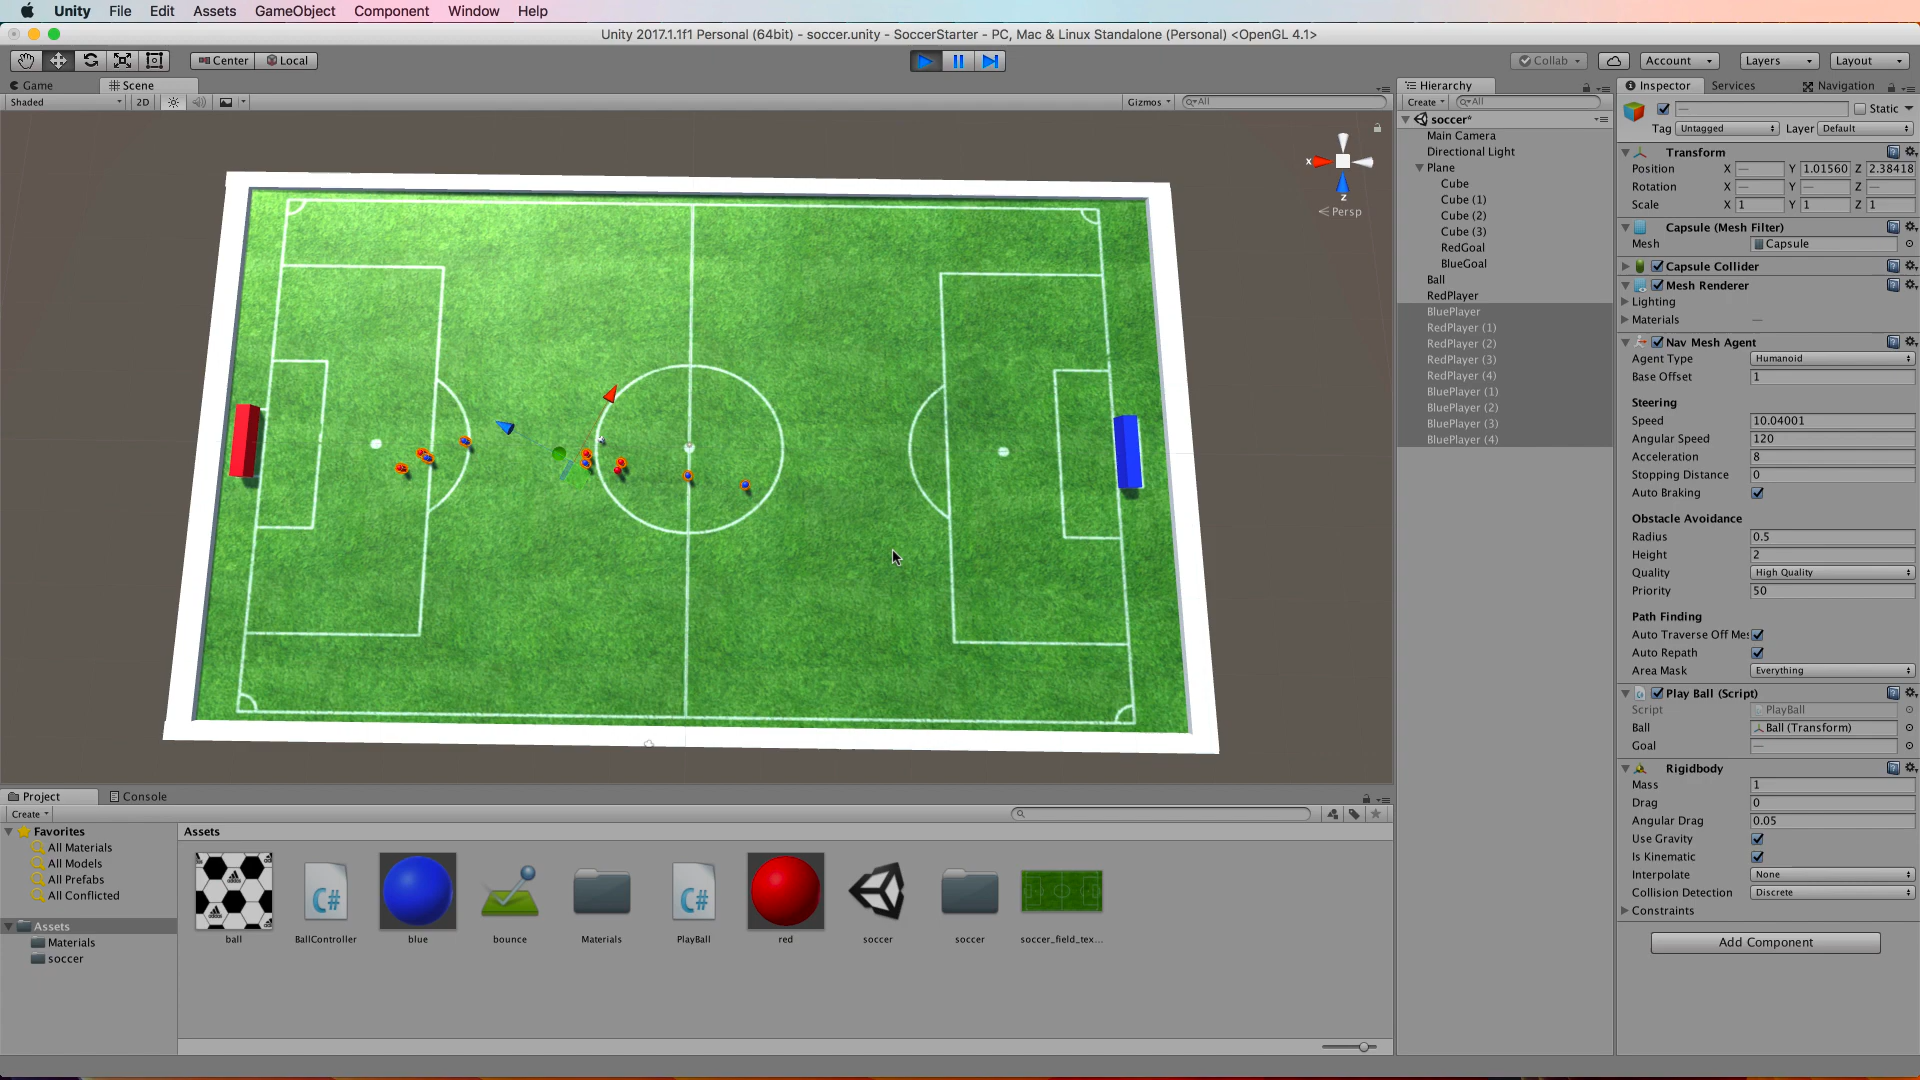 Unity File Edit Assets GameObject Component Window Help
Unity 2017.1.1f1 Personal (64bit) - soccer.unity - SoccerStarter - PC, Mac & Linux Standalone (Personal) <OpenGL 4.1>
Center Local
Collab Account Layers Layout
Game Scene
Shaded 2D Gizmos All
x
z
Persp
Hierarchy
Create All
soccer*
Main Camera
Directional Light
Plane
Cube
Cube (1)
Cube (2)
Cube (3)
RedGoal
BlueGoal
Ball
RedPlayer
BluePlayer
RedPlayer (1)
RedPlayer (2)
RedPlayer (3)
RedPlayer (4)
BluePlayer (1)
BluePlayer (2)
BluePlayer (3)
BluePlayer (4)
Inspector Services Navigation
— Static
Tag Untagged Layer Default
Transform
Position X — Y 1.01560 Z 2.38418
Rotation X — Y — Z —
Scale X 1 Y 1 Z 1
Capsule (Mesh Filter)
Mesh Capsule
Capsule Collider
Mesh Renderer
Lighting
Materials —
Nav Mesh Agent
Agent Type Humanoid
Base Offset 1
Steering
Speed 10.04001
Angular Speed 120
Acceleration 8
Stopping Distance 0
Auto Braking
Obstacle Avoidance
Radius 0.5
Height 2
Quality High Quality
Priority 50
Path Finding
Auto Traverse Off Mes
Auto Repath
Area Mask Everything
Play Ball (Script)
Script PlayBall
Ball Ball (Transform)
Goal —
Rigidbody
Mass 1
Drag 0
Angular Drag 0.05
Use Gravity
Is Kinematic
Interpolate None
Collision Detection Discrete
Constraints
Add Component
Project Console
Create
Favorites
All Materials
All Models
All Prefabs
All Conflicted
Assets
Materials
soccer
Assets
C# C#
adidas
adidas
ball BallController blue bounce Materials PlayBall red soccer soccer soccer_field_tex...